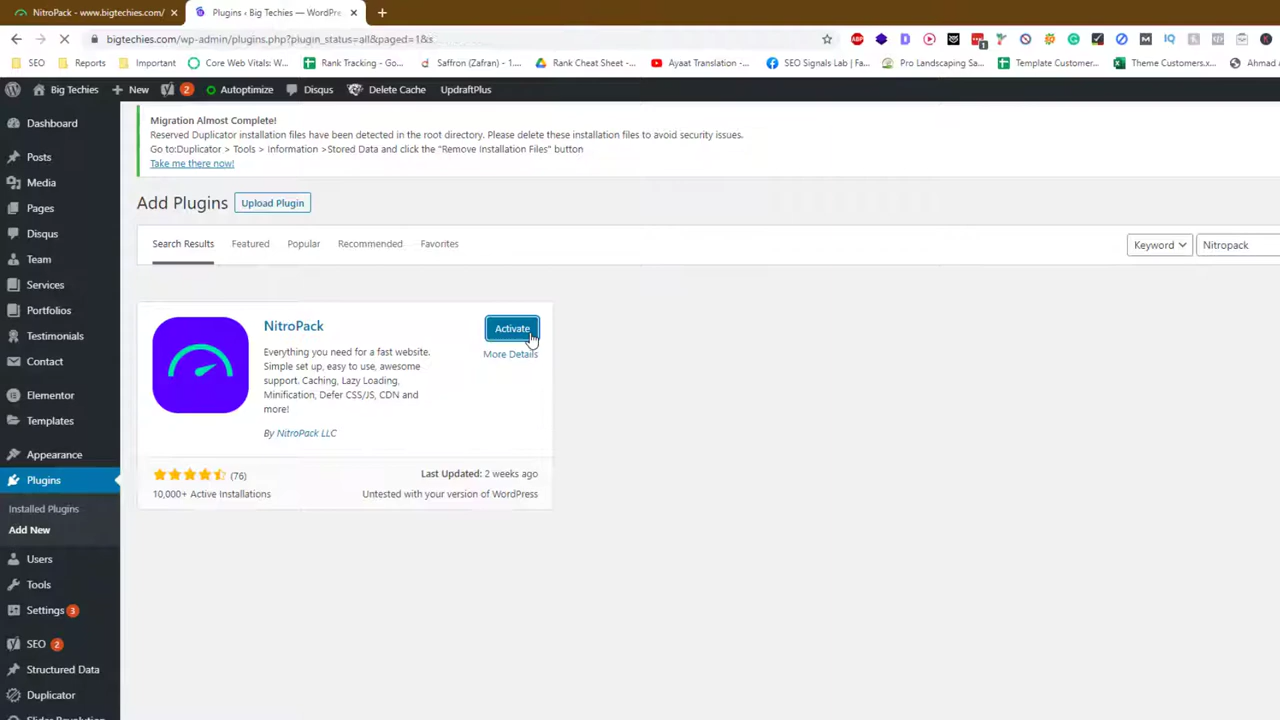 NitroPack - www.bigtechies.com/
Plugins ‹ Big Techies — WordPre
bigtechies.com/wp-admin/plugins.php?plugin_status=all&paged=1&s
SEO Reports Important Core Web Vitals: W... Rank Tracking - Go... Saffron (Zafran) - 1.... Rank Cheat Sheet -... Ayaat Translation -... SEO Signals Lab | Fa... Pro Landscaping Sa... Template Customer... Theme Customers.x... Ahmad
Big Techies New 2 Autoptimize Disqus Delete Cache UpdraftPlus
Migration Almost Complete!
Reserved Duplicator installation files have been detected in the root directory. Please delete these installation files to avoid security issues.
Go to:Duplicator > Tools > Information >Stored Data and click the "Remove Installation Files" button
Take me there now!
Dashboard
Posts
Media
Pages
Disqus
Team
Services
Portfolios
Testimonials
Contact
Elementor
Templates
Appearance
Plugins
Installed Plugins
Add New
Users
Tools
Settings 3
SEO 2
Structured Data
Duplicator
Slider Revolution
Add Plugins Upload Plugin
Search Results Featured Popular Recommended Favorites
Keyword Nitropack
NitroPack
Activate
More Details
Everything you need for a fast website.
Simple set up, easy to use, awesome
support. Caching, Lazy Loading,
Minification, Defer CSS/JS, CDN and
more!
By NitroPack LLC
(76)
Last Updated: 2 weeks ago
10,000+ Active Installations
Untested with your version of WordPress